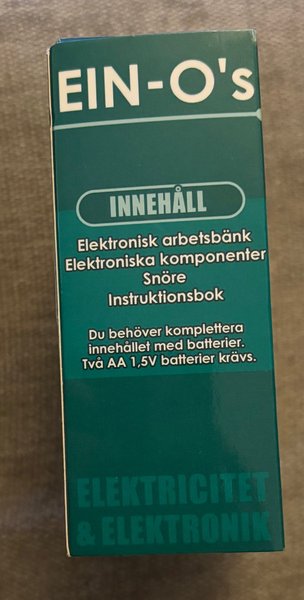 EIN-O's
INNEHÅLL
Elektronisk arbetsbänk
Elektroniska komponenter
Snöre
Instruktionsbok
Du behöver komplettera
innehållet med batterier.
Två AA 1,5V batterier krävs.
ELEKTRICITET
& ELEKTRONIK